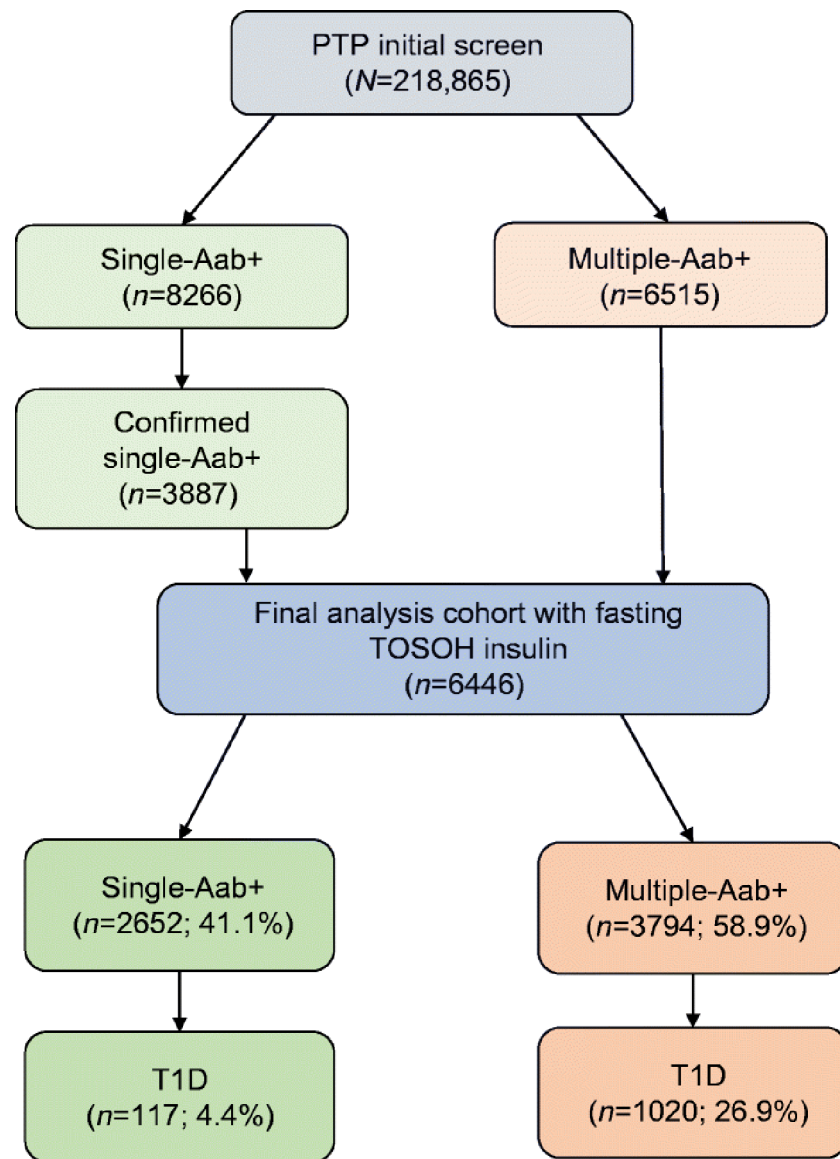 PTP initial screen
(N=218,865)
Single-Aab+
(n=8266)
Multiple-Aab+
(n=6515)
Confirmed
single-Aab+
(n=3887)
Final analysis cohort with fasting
TOSOH insulin
(n=6446)
Single-Aab+
(n=2652; 41.1%)
Multiple-Aab+
(n=3794; 58.9%)
T1D
(n=117; 4.4%)
T1D
(n=1020; 26.9%)